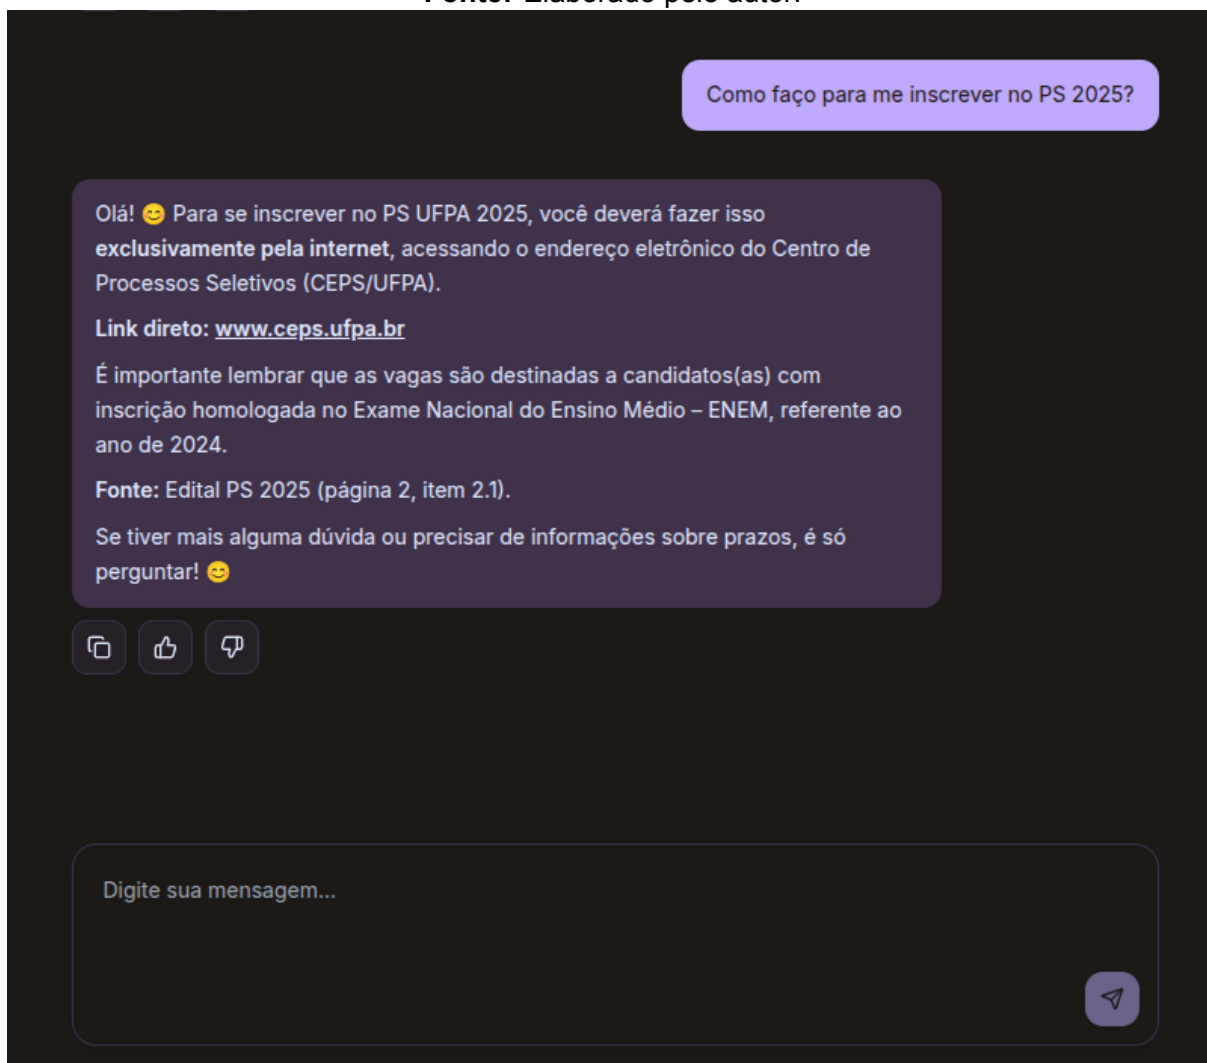 Fonte: Elaborado pelo autor.
Como faço para me inscrever no PS 2025?
Olá! 😊 Para se inscrever no PS UFPA 2025, você deverá fazer isso
exclusivamente pela internet, acessando o endereço eletrônico do Centro de
Processos Seletivos (CEPS/UFPA).
Link direto: www.ceps.ufpa.br
É importante lembrar que as vagas são destinadas a candidatos(as) com
inscrição homologada no Exame Nacional do Ensino Médio – ENEM, referente ao
ano de 2024.
Fonte: Edital PS 2025 (página 2, item 2.1).
Se tiver mais alguma dúvida ou precisar de informações sobre prazos, é só
perguntar! 😊
Digite sua mensagem...